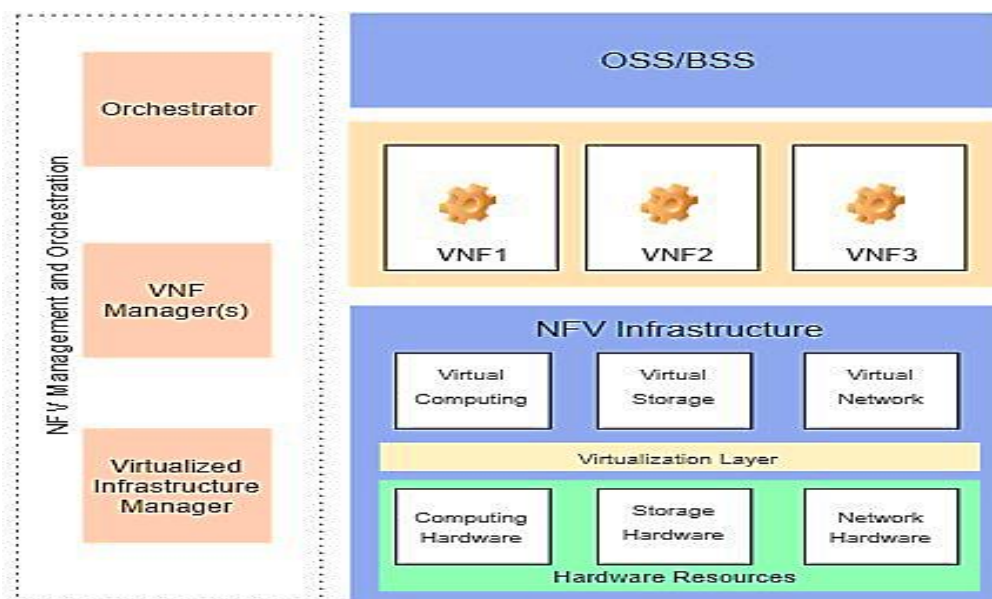 NFV Management and Orchestration
Orchestrator
VNF
Manager(s)
Virtualized
Infrastructure
Manager
OSS/BSS
VNF1
VNF2
VNF3
NFV Infrastructure
Virtual
Computing
Virtual
Storage
Virtual
Network
Virtualization Layer
Computing
Hardware
Storage
Hardware
Network
Hardware
Hardware Resources